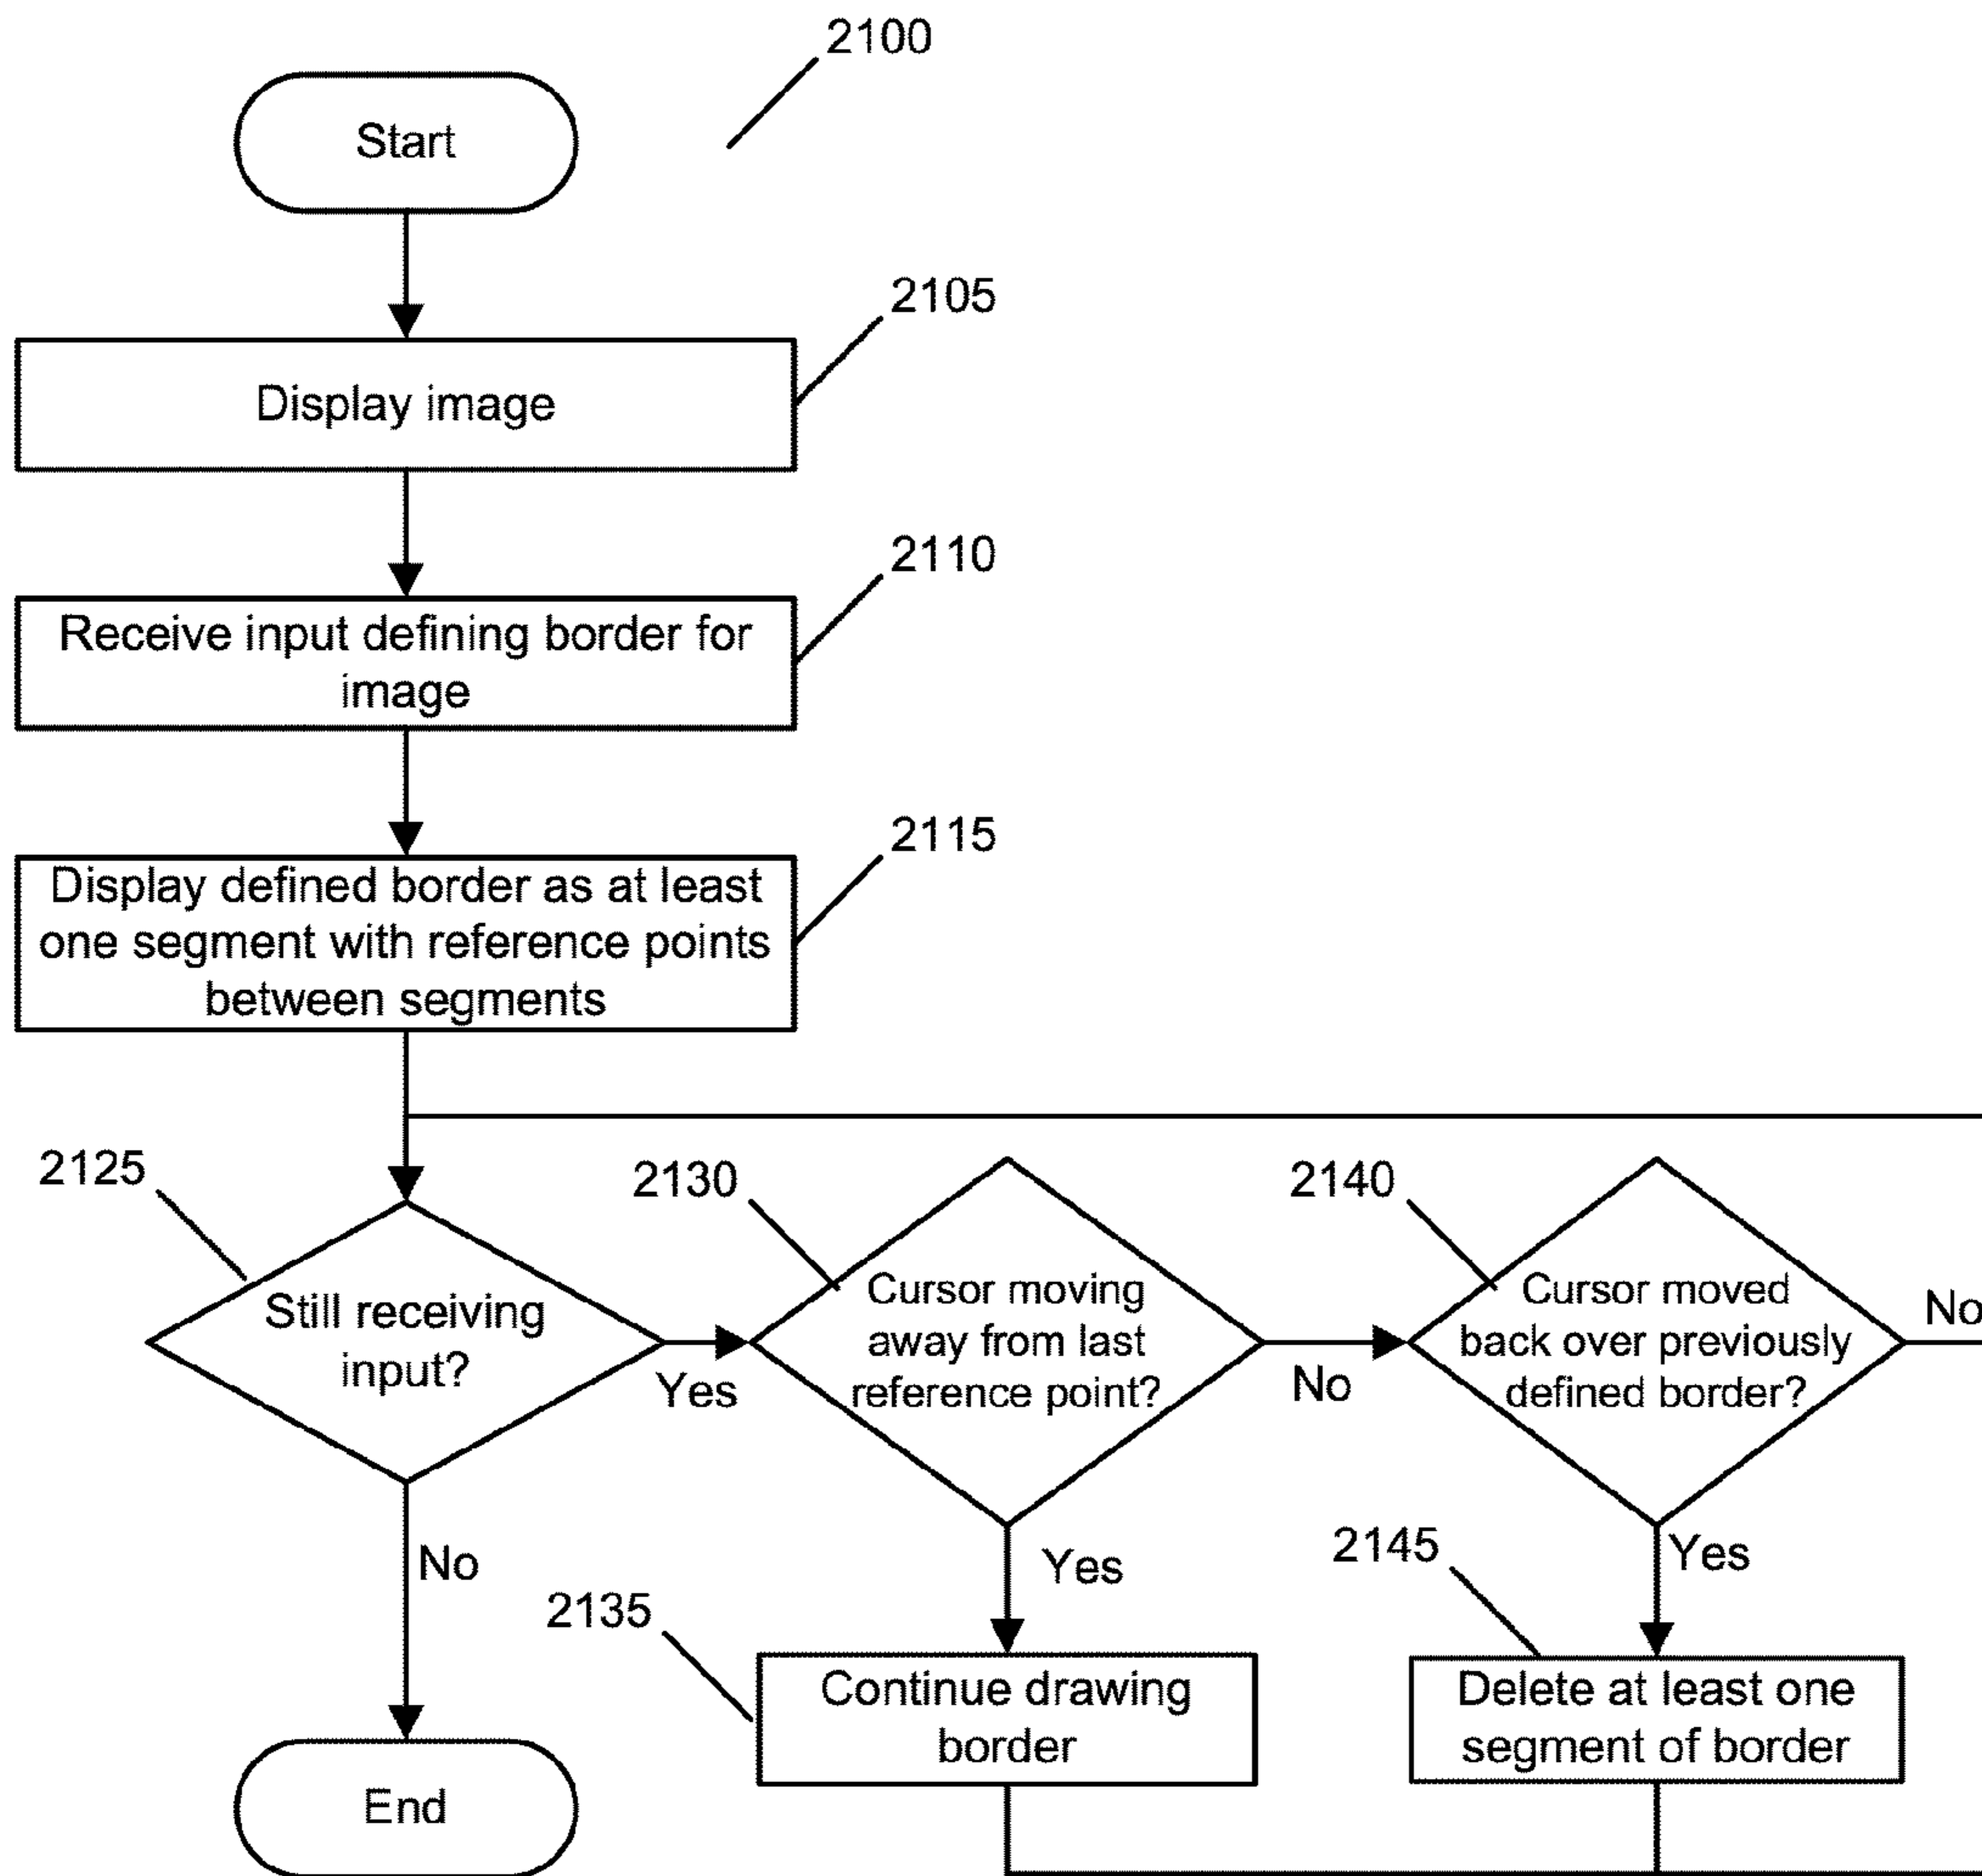 2100
Start
2105
Display image
2110
Receive input defining border for
image
2115
Display defined border as at least
one segment with reference points
between segments
2125
Still receiving
input?
Yes
No
2130
Cursor moving
away from last
reference point?
No
Yes
2140
Cursor moved
back over previously
defined border?
No
Yes
2135
Continue drawing
border
2145
Delete at least one
segment of border
End